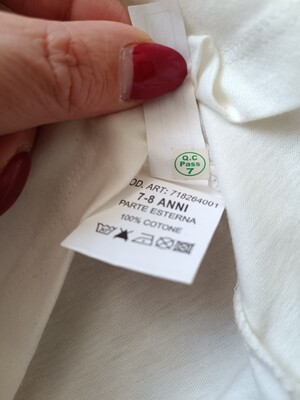 Q.C
Pass
7
OD. ART: 718264001
7-8 ANNI
PARTE ESTERNA
100% COTONE